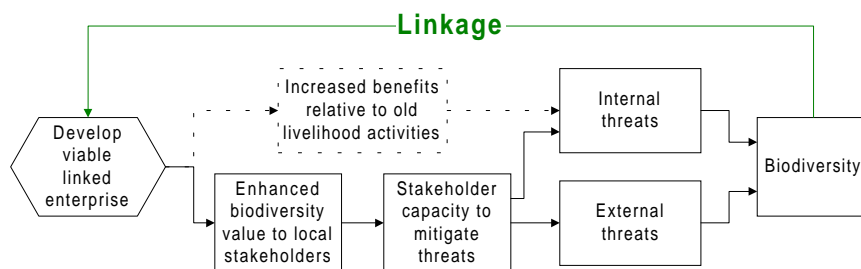 Linkage
Increased benefits
relative to old
livelihood activities
Internal
threats
Develop
viable
linked
enterprise
Biodiversity
Enhanced
biodiversity
value to local
stakeholders
Stakeholder
capacity to
mitigate
threats
External
threats